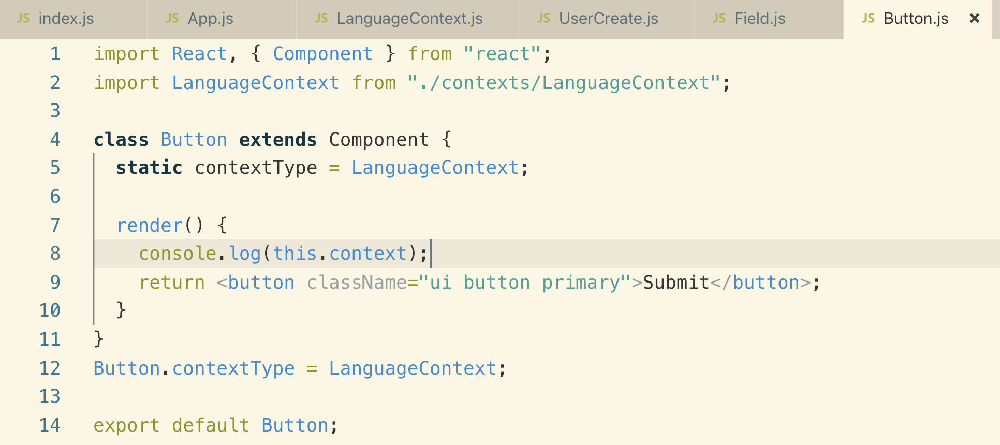 JS index.js JS App.js JS LanguageContext.js JS UserCreate.js JS Field.js JS Button.js ×
1 import React, { Component } from "react";
2 import LanguageContext from "./contexts/LanguageContext";
3
4 class Button extends Component {
5   static contextType = LanguageContext;
6
7   render() {
8     console.log(this.context);
9     return <button className="ui button primary">Submit</button>;
10   }
11 }
12 Button.contextType = LanguageContext;
13
14 export default Button;